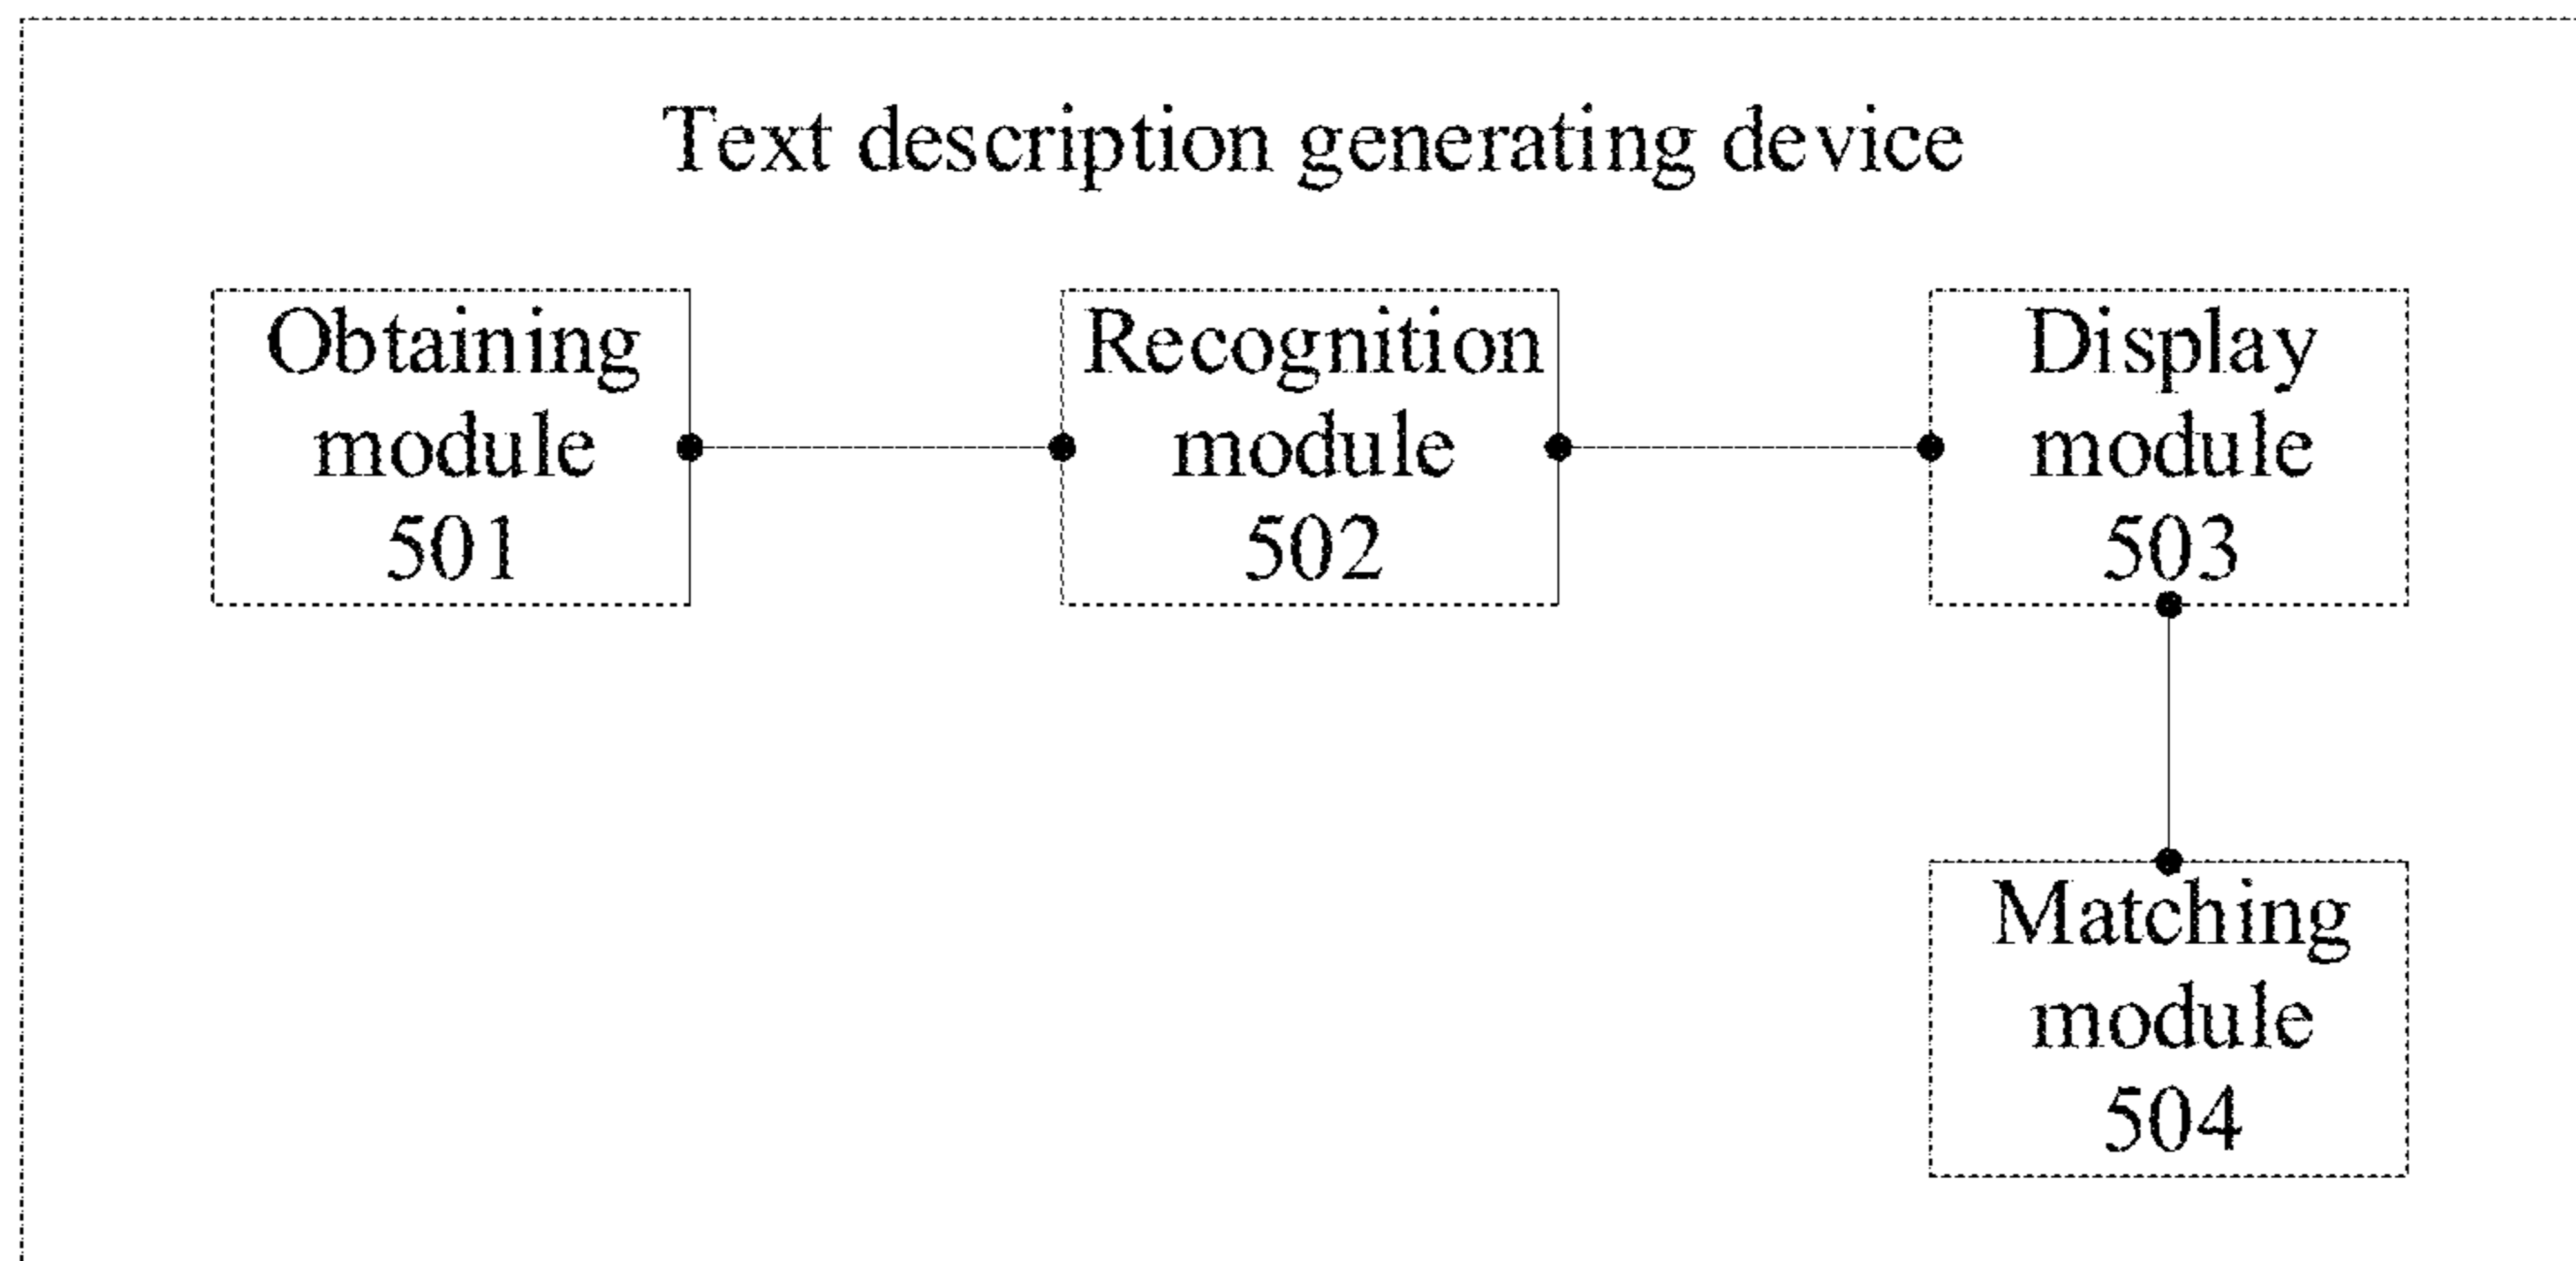 Text description generating device
Obtaining
module
501
Recognition
module
502
Display
module
503
Matching
module
504